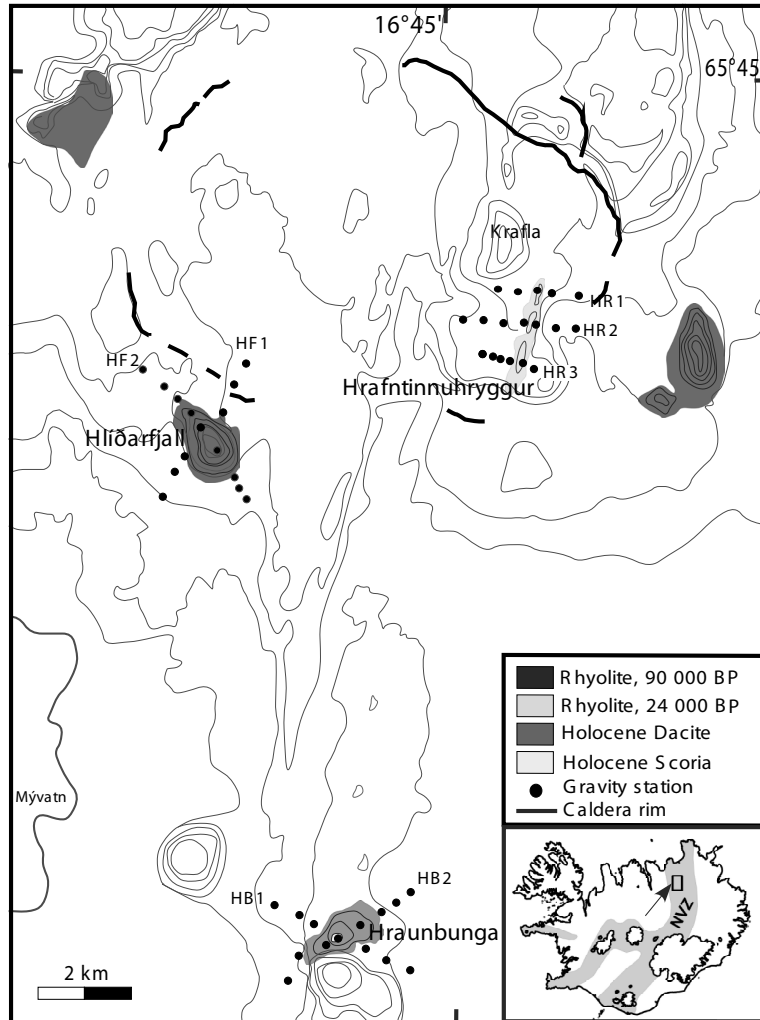 16°45'
65°45
Krafla
HR1
HR2
HF1
HF2
HR3
Hrafntinnuhryggur
Hlíðarfjall
Rhyolite, 90 000 BP
Rhyolite, 24 000 BP
Holocene Dacite
Holocene Scoria
Gravity station
Caldera rim
Mývatn
HB2
HB1
Hraunbunga
NVZ
2 km